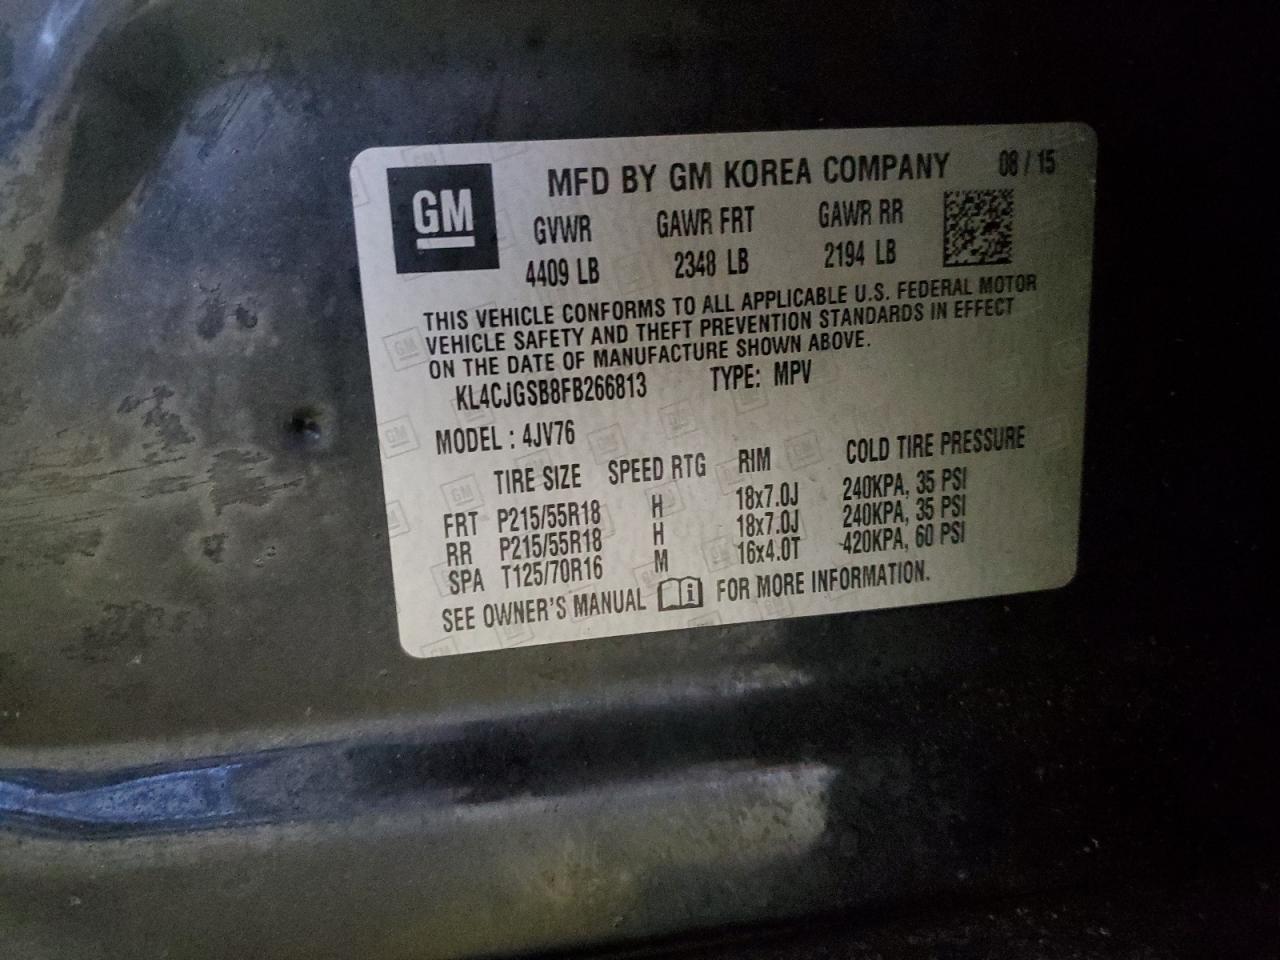 GM
MFD BY GM KOREA COMPANY 08 / 15
GVWR GAWR FRT GAWR RR
4409 LB 2348 LB 2194 LB
THIS VEHICLE CONFORMS TO ALL APPLICABLE U.S. FEDERAL MOTOR
VEHICLE SAFETY AND THEFT PREVENTION STANDARDS IN EFFECT
ON THE DATE OF MANUFACTURE SHOWN ABOVE.
KL4CJGSB8FB266813 TYPE: MPV
MODEL : 4JV76
TIRE SIZE SPEED RTG RIM COLD TIRE PRESSURE
FRT P215/55R18 H 18x7.0J 240KPA, 35 PSI
RR P215/55R18 H 18x7.0J 240KPA, 35 PSI
SPA T125/70R16 M 16x4.0T 420KPA, 60 PSI
SEE OWNER'S MANUAL FOR MORE INFORMATION.